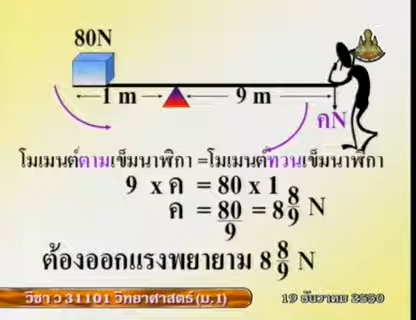 80N
1 m
9 m
คN
โมเมนต์ตามเข็มนาฬิกา =โมเมนต์ทวนเข็มนาฬิกา
9 x ค = 80 x 1
ค = 80/9 = 8 8/9 N
ต้องออกแรงพยายาม 8 8/9 N
วิชา ว 31101 วิทยาศาสตร์ (ม.1)
19 ธันวาคม 2550